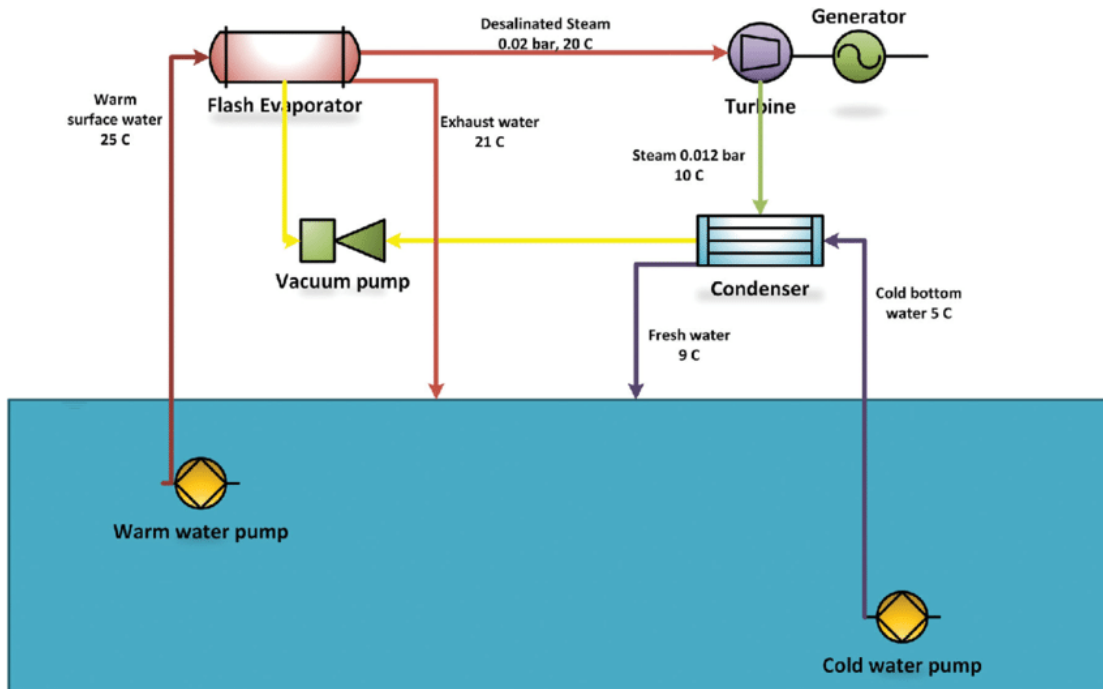 Desalinated Steam
0.02 bar, 20 C
Generator
Warm
surface water
25 C
Flash Evaporator
Exhaust water
21 C
Turbine
Steam 0.012 bar
10 C
Vacuum pump
Condenser
Cold bottom
water 5 C
Fresh water
9 C
Warm water pump
Cold water pump